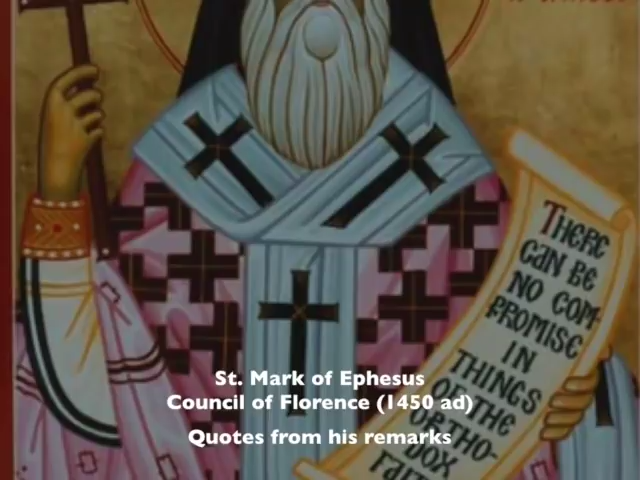 THERE
CAN BE
NO COM-
PROMISE
IN
THINGS
OF THE
ORTHO-
DOX
St. Mark of Ephesus
Council of Florence (1450 ad)
Quotes from his remarks